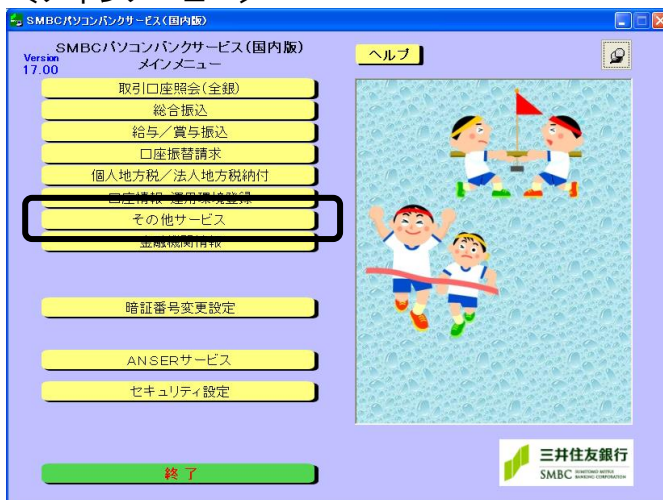 SMBCパソコンバンクサービス(国内版)
SMBCパソコンバンクサービス(国内版)
Version
17.00
メインメニュー
ヘルプ
取引口座照会(全銀)
総合振込
給与/賞与振込
口座振替請求
個人地方税/法人地方税納付
口座情報・運用環境登録
その他サービス
金融機関情報
暗証番号変更設定
ANSERサービス
セキュリティ設定
終了
三井住友銀行
SMBC
SUMITOMO MITSUI
BANKING CORPORATION